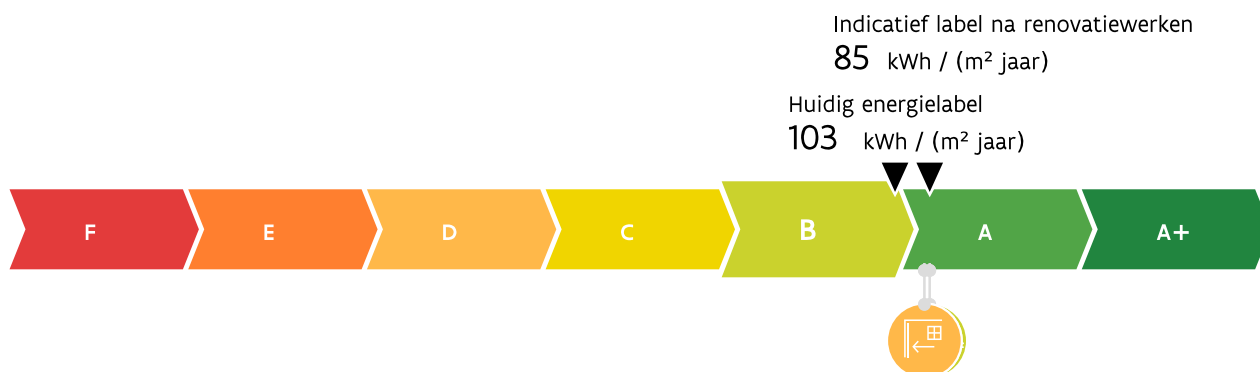 Indicatief label na renovatiewerken
85 kWh / (m² jaar)
Huidig energielabel
103 kWh / (m² jaar)
F E D C B A A+